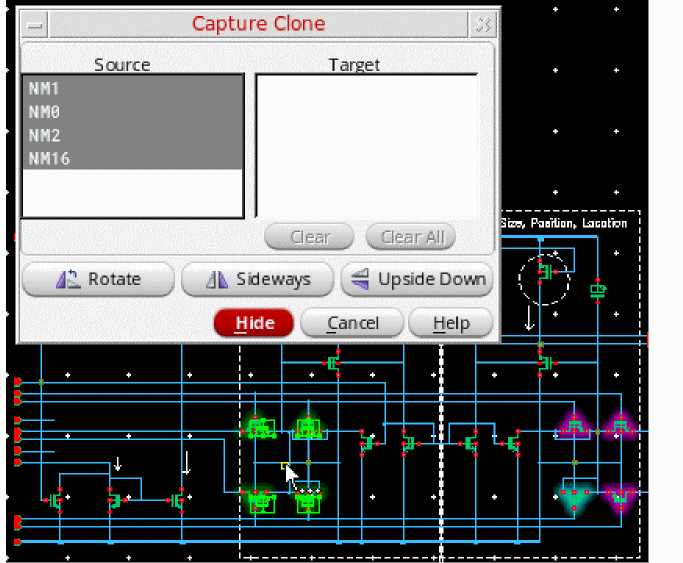 Capture Clone
Source
Target
NM1
NM0
NM2
NM16
Clear
Clear All
Size, Position, Location
Rotate
Sideways
Upside Down
Hide
Cancel
Help